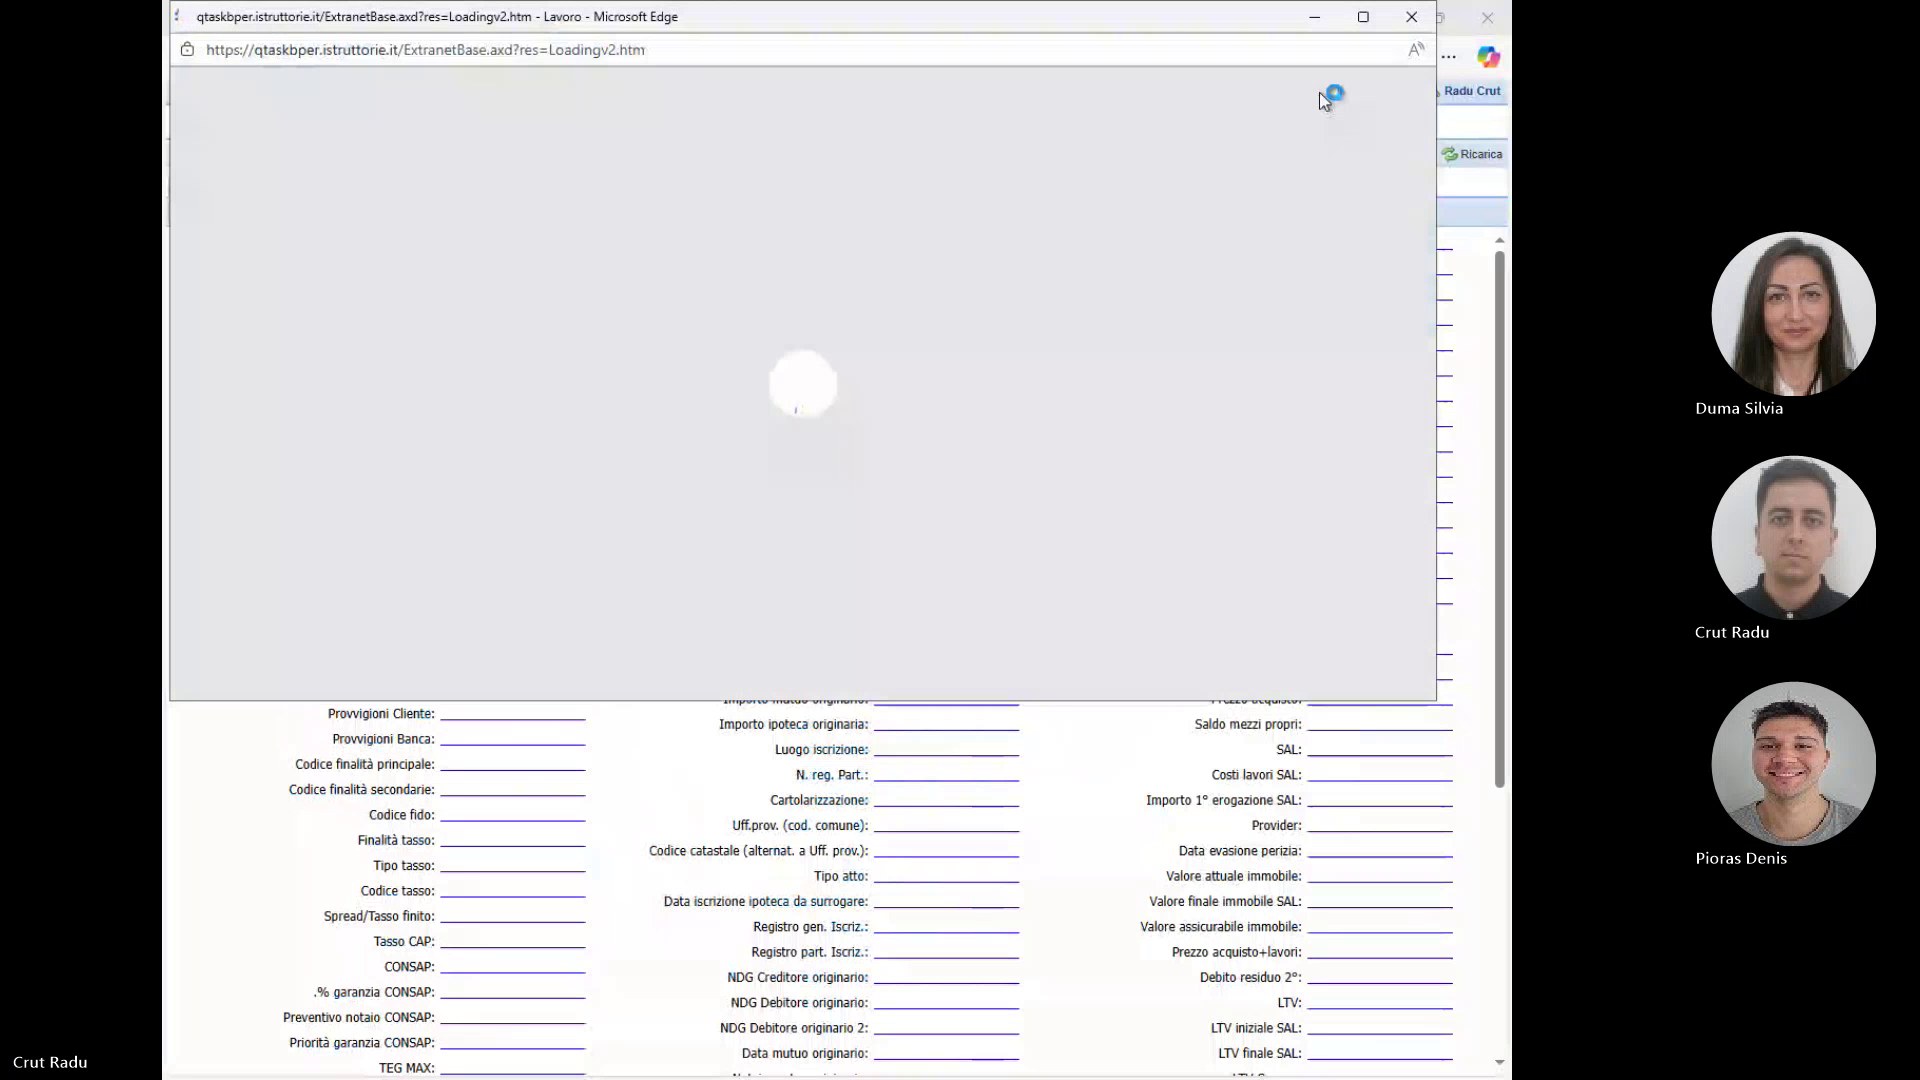 qtaskbper.istruttorie.it/ExtranetBase.axd?res=Loadingv2.htm - Lavoro - Microsoft Edge
https://qtaskbper.istruttorie.it/ExtranetBase.axd?res=Loadingv2.htm
Radu Crut
Ricarica
Provvigioni Cliente:
Provvigioni Banca:
Codice finalità principale:
Codice finalità secondarie:
Codice fido:
Finalità tasso:
Tipo tasso:
Codice tasso:
Spread/Tasso finito:
Tasso CAP:
CONSAP:
.% garanzia CONSAP:
Preventivo notaio CONSAP:
Priorità garanzia CONSAP:
TEG MAX:
Importo mutuo originario:
Importo ipoteca originaria:
Luogo iscrizione:
N. reg. Part.:
Cartolarizzazione:
Uff.prov. (cod. comune):
Codice catastale (alternat. a Uff. prov.):
Tipo atto:
Data iscrizione ipoteca da surrogare:
Registro gen. Iscriz.:
Registro part. Iscriz.:
NDG Creditore originario:
NDG Debitore originario:
NDG Debitore originario 2:
Data mutuo originario:
Prezzo acquisto:
Saldo mezzi propri:
SAL:
Costi lavori SAL:
Importo 1° erogazione SAL:
Provider:
Data evasione perizia:
Valore attuale immobile:
Valore finale immobile SAL:
Valore assicurabile immobile:
Prezzo acquisto+lavori:
Debito residuo 2°:
LTV:
LTV iniziale SAL:
LTV finale SAL:
Duma Silvia
Crut Radu
Pioras Denis
Crut Radu